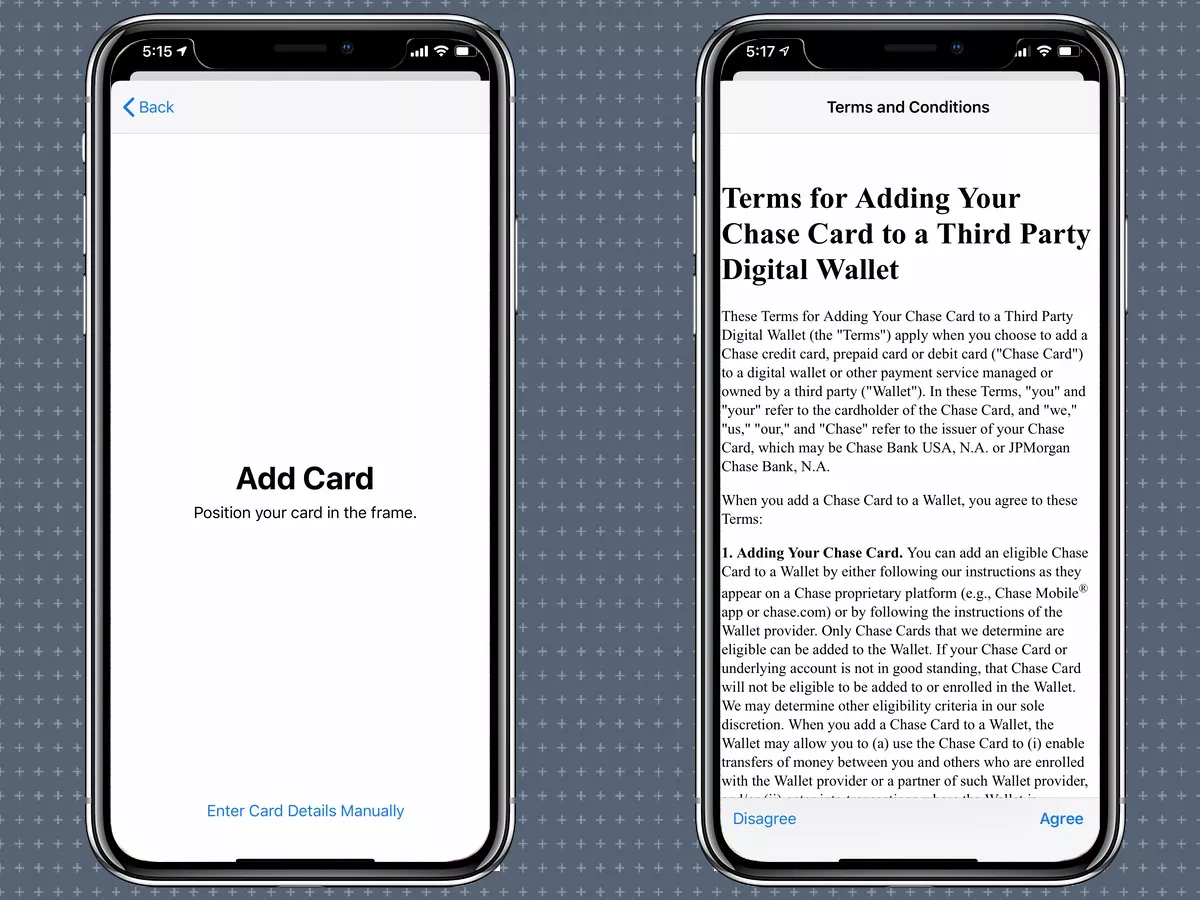 5:15
Back
Add Card
Position your card in the frame.
Enter Card Details Manually
5:17
Terms and Conditions
Terms for Adding Your
Chase Card to a Third Party
Digital Wallet
These Terms for Adding Your Chase Card to a Third Party
Digital Wallet (the "Terms") apply when you choose to add a
Chase credit card, prepaid card or debit card ("Chase Card")
to a digital wallet or other payment service managed or
owned by a third party ("Wallet"). In these Terms, "you" and
"your" refer to the cardholder of the Chase Card, and "we,"
"us," "our," and "Chase" refer to the issuer of your Chase
Card, which may be Chase Bank USA, N.A. or JPMorgan
Chase Bank, N.A.
When you add a Chase Card to a Wallet, you agree to these
Terms:
1. Adding Your Chase Card. You can add an eligible Chase
Card to a Wallet by either following our instructions as they
appear on a Chase proprietary platform (e.g., Chase Mobile®
app or chase.com) or by following the instructions of the
Wallet provider. Only Chase Cards that we determine are
eligible can be added to the Wallet. If your Chase Card or
underlying account is not in good standing, that Chase Card
will not be eligible to be added to or enrolled in the Wallet.
We may determine other eligibility criteria in our sole
discretion. When you add a Chase Card to a Wallet, the
Wallet may allow you to (a) use the Chase Card to (i) enable
transfers of money between you and others who are enrolled
with the Wallet provider or a partner of such Wallet provider,
Disagree
Agree